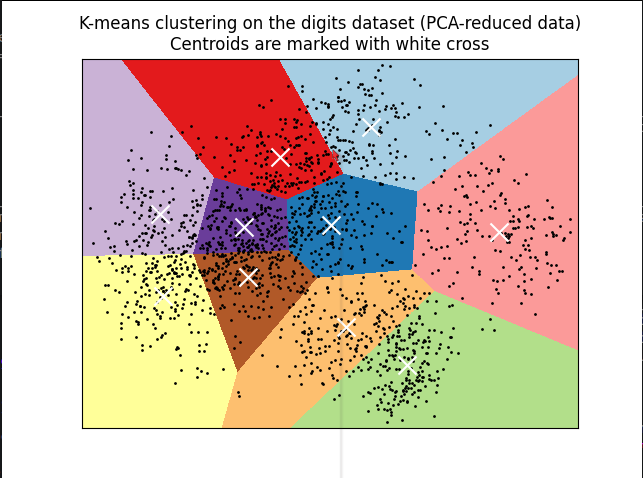 K-means clustering on the digits dataset (PCA-reduced data)
Centroids are marked with white cross